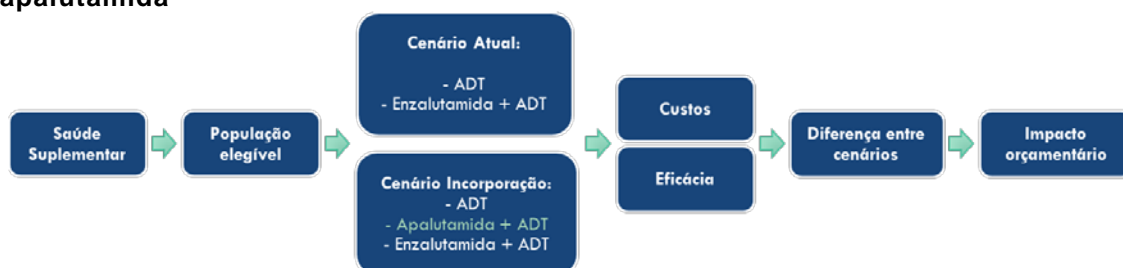 apalutamida
Saúde
Suplementar
População
elegível
Cenário Atual:
- ADT
- Enzalutamida + ADT
Cenário Incorporação:
- ADT
- Apalutamida + ADT
- Enzalutamida + ADT
Custos
Eficácia
Diferença entre
cenários
Impacto
orçamentário